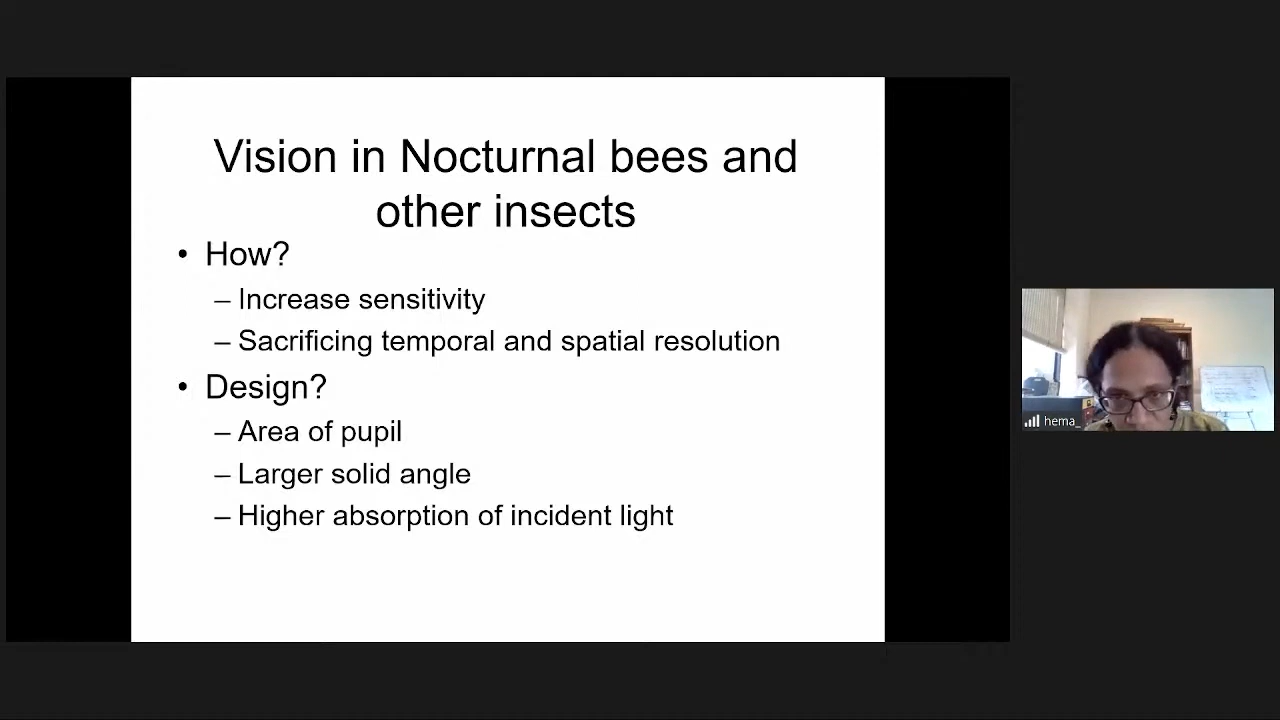 Vision in Nocturnal bees and
other insects
• How?
– Increase sensitivity
– Sacrificing temporal and spatial resolution
• Design?
– Area of pupil
– Larger solid angle
– Higher absorption of incident light
hema_